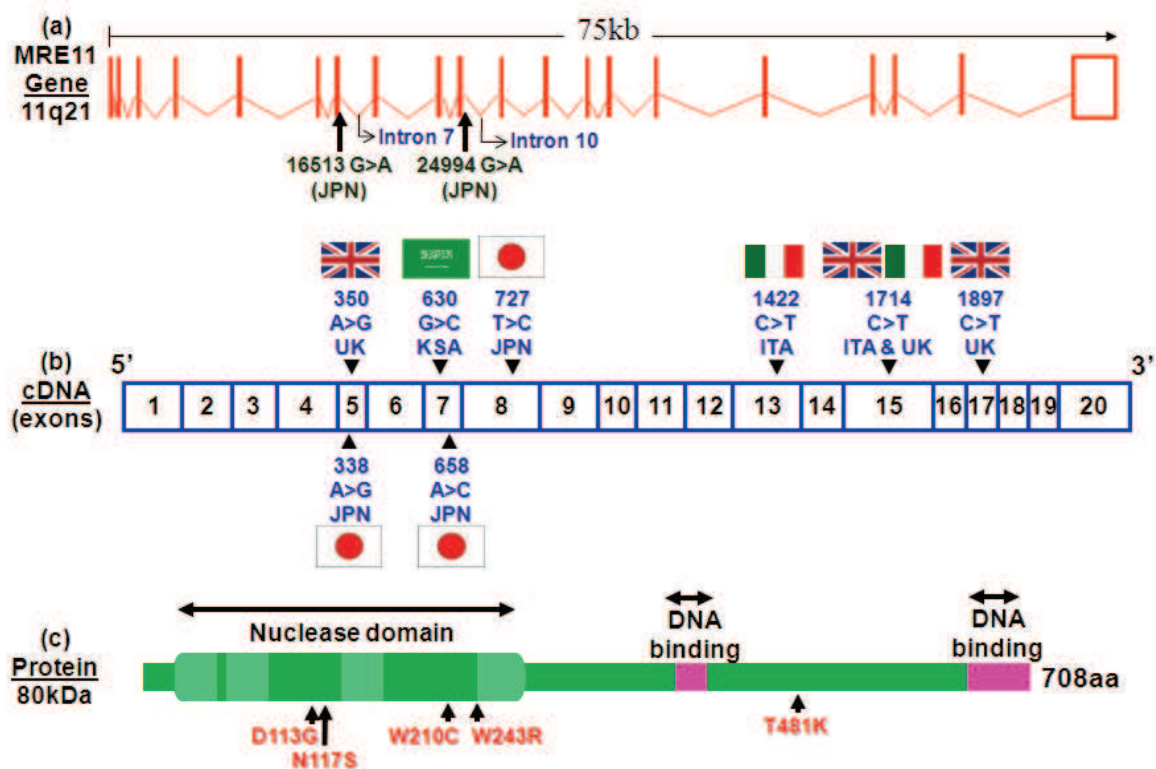 (a)
MRE11
Gene
11q21
75kb
Intron 7
Intron 10
16513 G>A
(JPN)
24994 G>A
(JPN)
350
A>G
UK
630
G>C
KSA
727
T>C
JPN
1422
C>T
ITA
1714
C>T
ITA & UK
1897
C>T
UK
(b)
cDNA
(exons)
5’
3’
1 2 3 4 5 6 7 8 9 10 11 12 13 14 15 16 17 18 19 20
338
A>G
JPN
658
A>C
JPN
(c)
Protein
80kDa
Nuclease domain
DNA
binding
DNA
binding
708aa
D113G
N117S
W210C
W243R
T481K